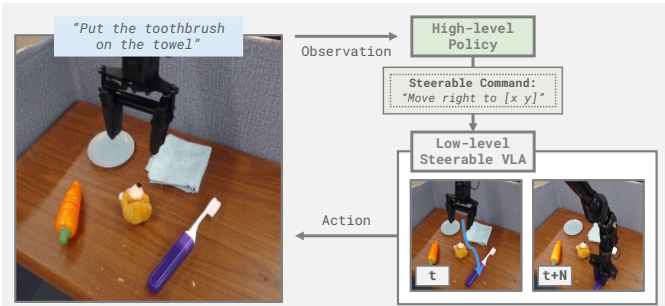 “Put the toothbrush
on the towel”
Observation
High-level
Policy
Steerable Command:
“Move right to [x y]”
Low-level
Steerable VLA
Action
t
t+N